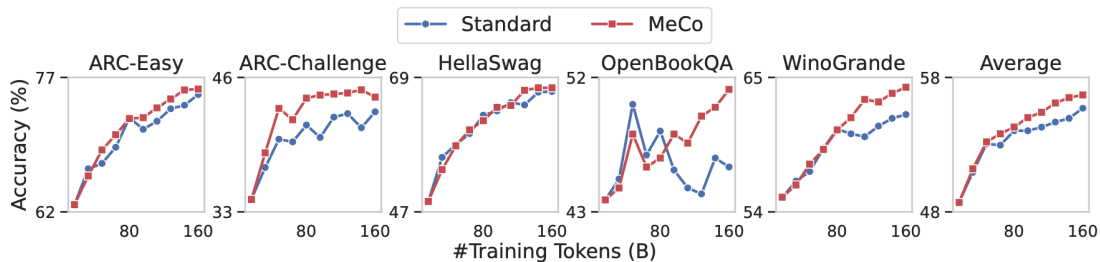 Standard MeCo
ARC-Easy ARC-Challenge HellaSwag OpenBookQA WinoGrande Average
Accuracy (%)
77 46 69 52 65 58
62 33 47 43 54 48
80 160 80 160 80 160 80 160 80 160 80 160
#Training Tokens (B)